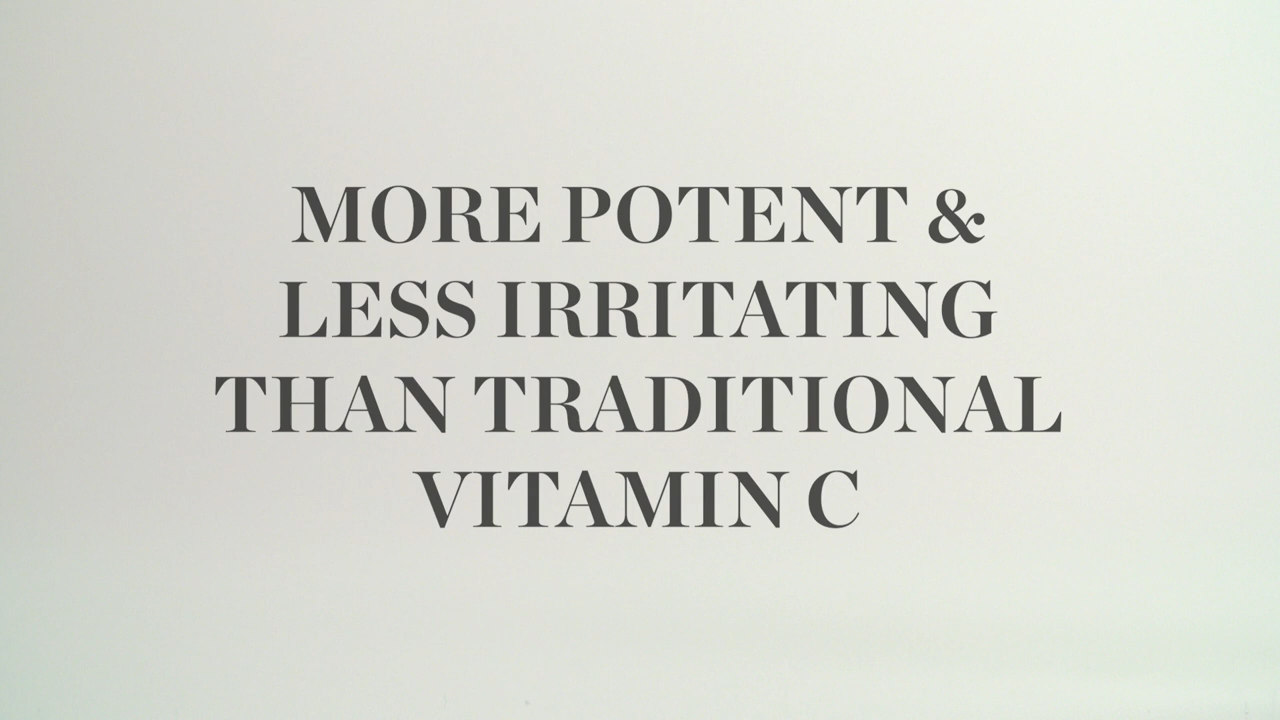 MORE POTENT &
LESS IRRITATING
THAN TRADITIONAL
VITAMIN C